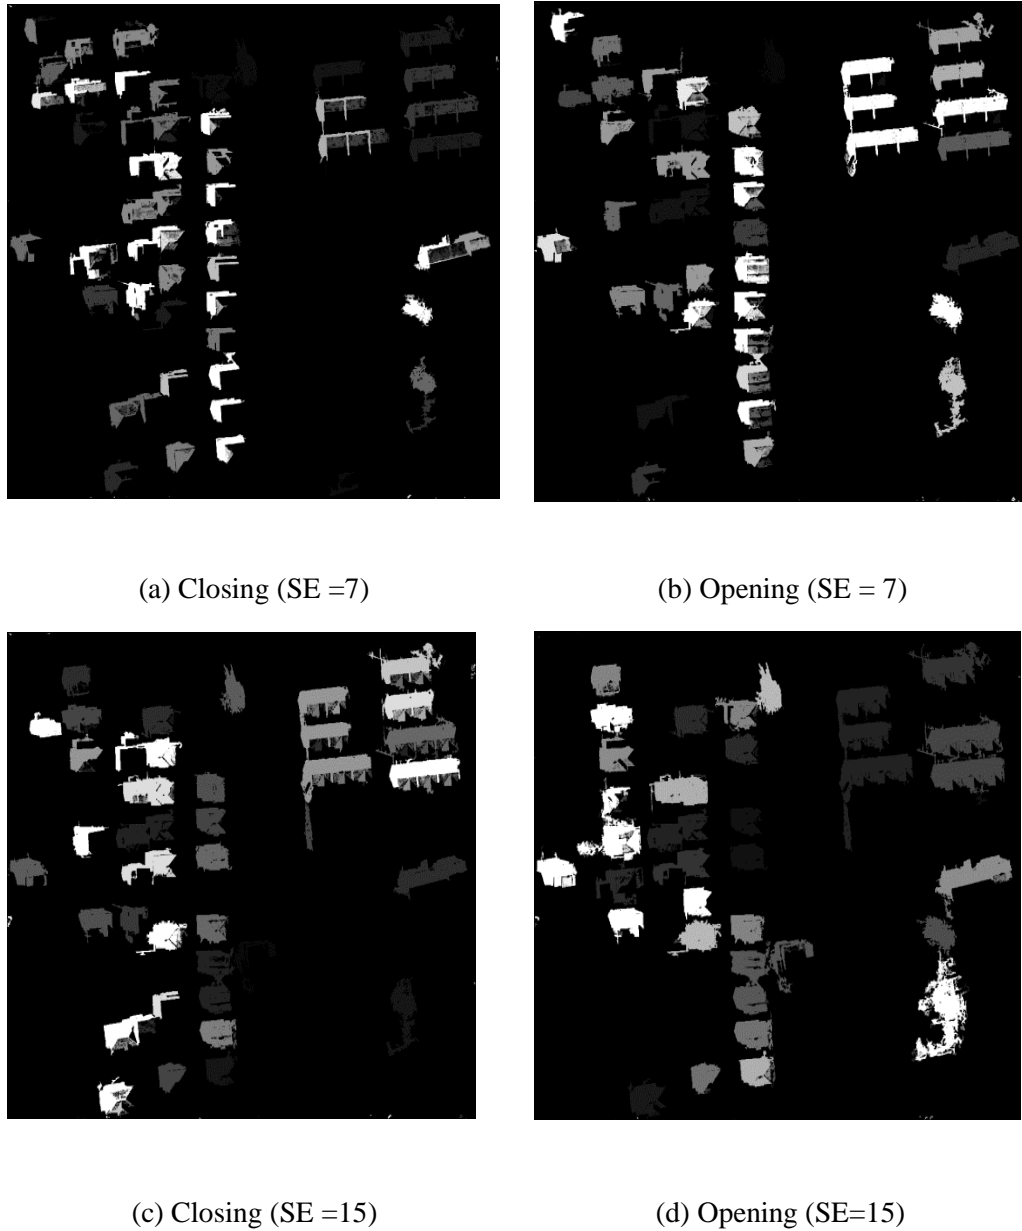 (a) Closing (SE =7)
(b) Opening (SE = 7)
(c) Closing (SE =15)
(d) Opening (SE=15)